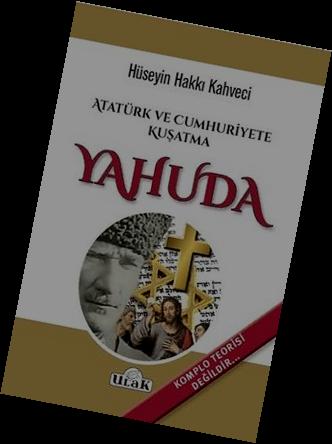 Hüseyin Hakkı Kahveci
ATATÜRK VE CUMHURİYETE
KUŞATMA
YAHUDA
KOMPLO TEORİSİ
DEĞİLDİR...
ULAK